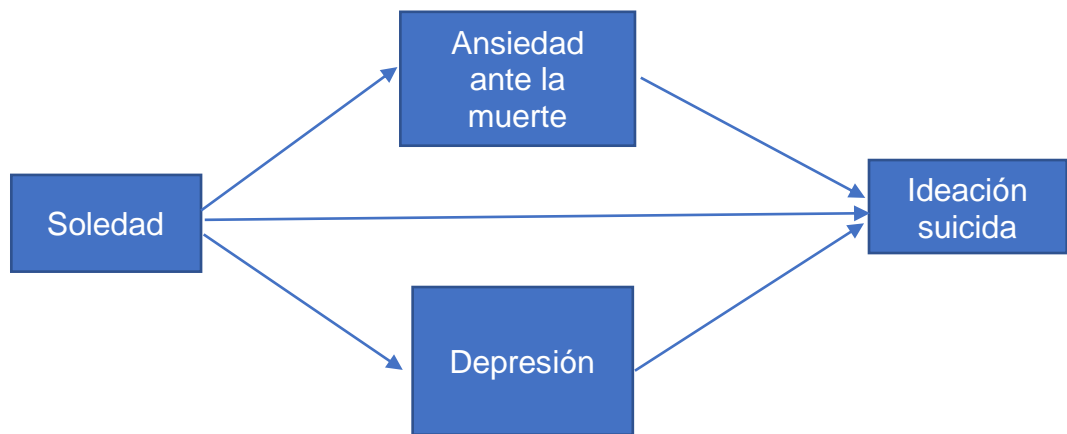 Ansiedad
ante la
muerte
Soledad
Ideación
suicida
Depresión